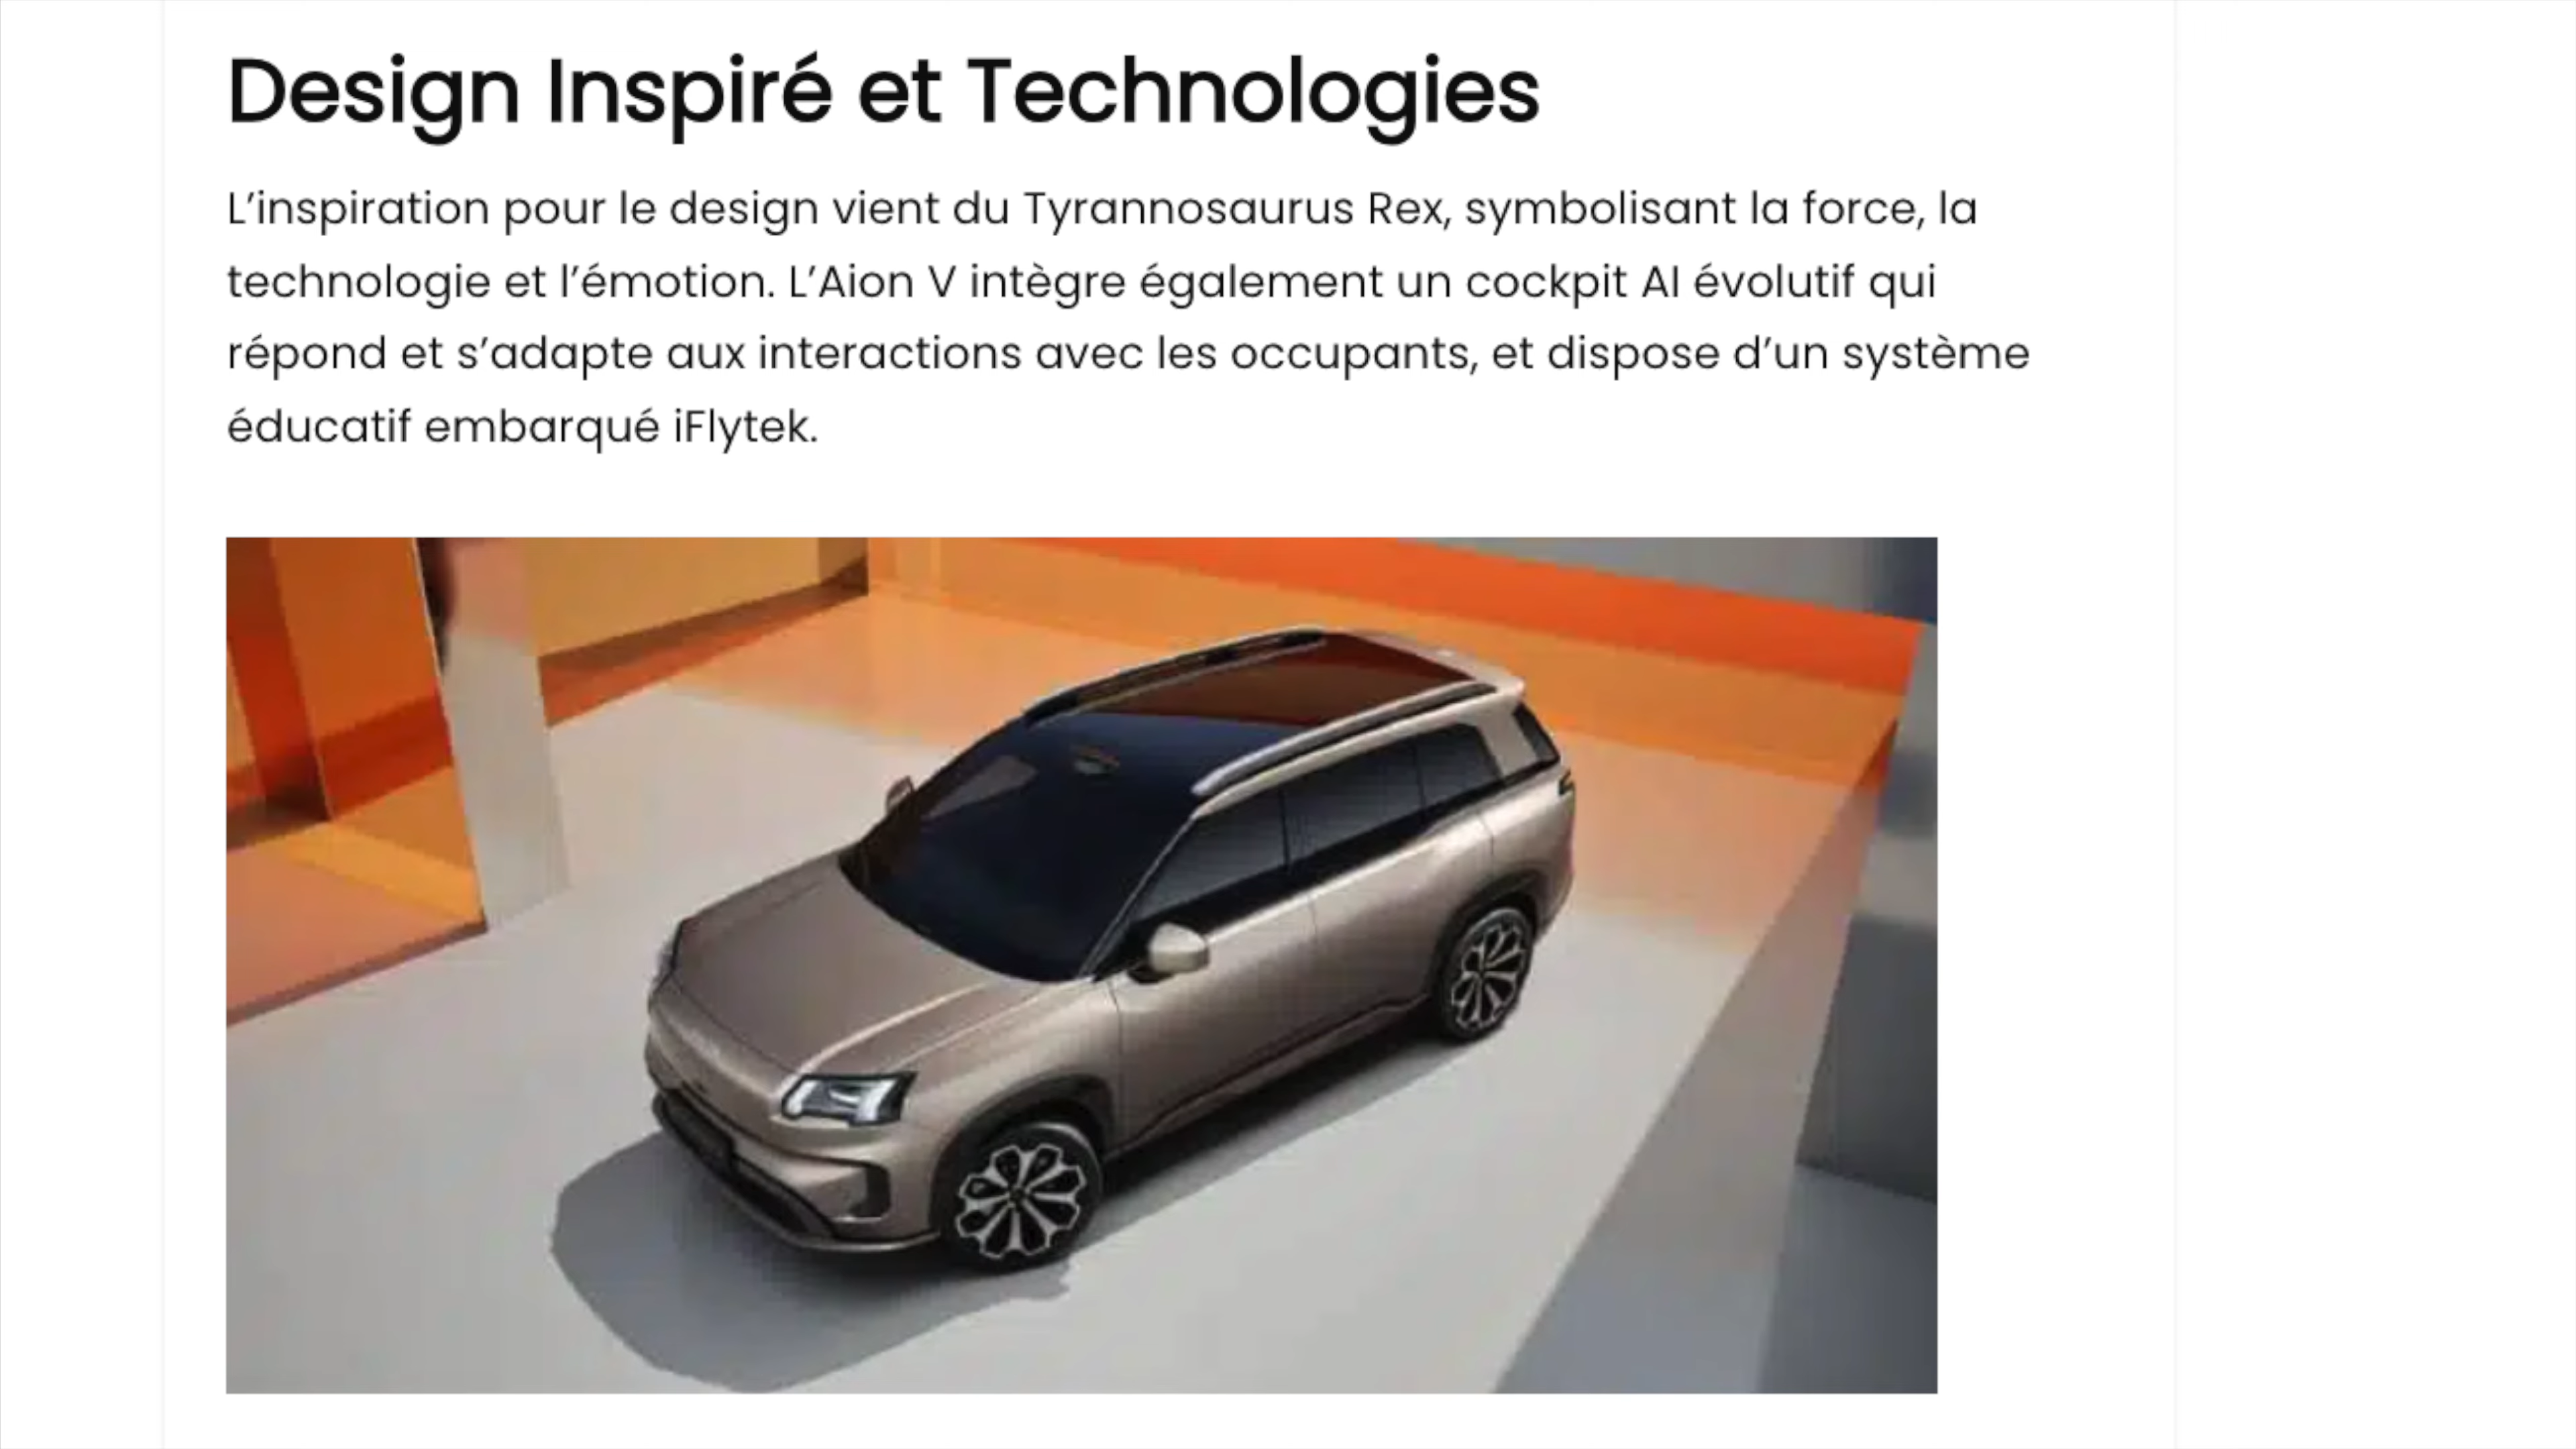 Design Inspiré et Technologies
L’inspiration pour le design vient du Tyrannosaurus Rex, symbolisant la force, la
technologie et l’émotion. L’Aion V intègre également un cockpit AI évolutif qui
répond et s’adapte aux interactions avec les occupants, et dispose d’un système
éducatif embarqué iFlytek.